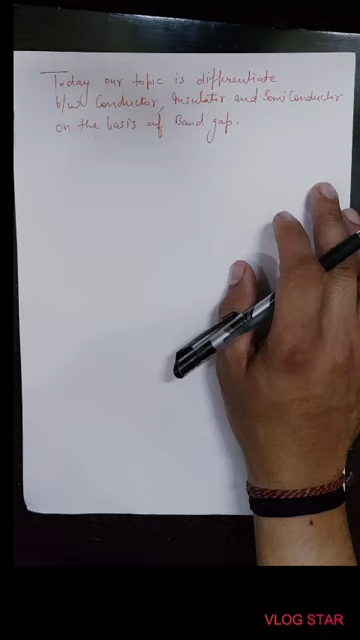 Today our topic is differentiate
b/w Conductor, Insulator and Semiconductor
on the basis of Band gap.
VLOG STAR